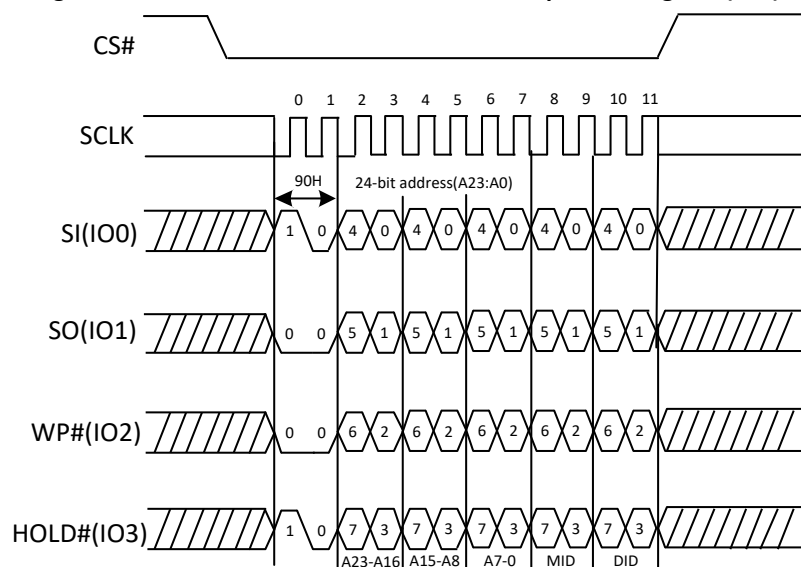 CS#
0 1 2 3 4 5 6 7 8 9 10 11
SCLK
90H 24-bit address(A23:A0)
SI(IO0) 1 0 4 0 4 0 4 0 4 0 4 0
SO(IO1) 0 0 5 1 5 1 5 1 5 1 5 1
WP#(IO2) 0 0 6 2 6 2 6 2 6 2 6 2
HOLD#(IO3) 1 0 7 3 7 3 7 3 7 3 7 3
A23-A16 A15-A8 A7-0 MID DID